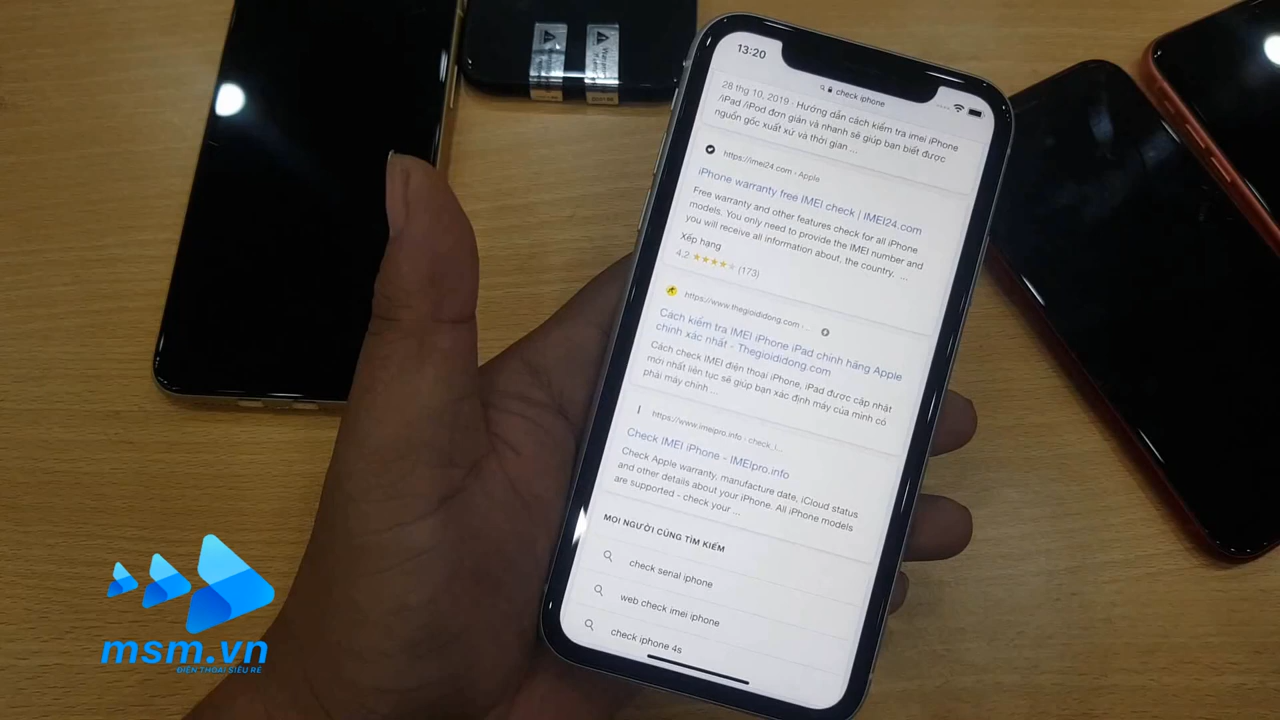 13:20
check iphone
28 thg 10, 2019 · Hướng dẫn cách kiểm tra imei iPhone
/iPad /iPod đơn giản và nhanh sẽ giúp bạn biết được
nguồn gốc xuất xứ và thời gian ...
https://imei24.com › Apple
iPhone warranty free IMEI check | IMEI24.com
Free warranty and other features check for all iPhone
models. You only need to provide the IMEI number and
you will receive all information about, the country. ...
Xếp hạng
4.2 ★★★★★ (173)
https://www.thegioididong.com › ...
Cách kiểm tra IMEI iPhone iPad chính hãng Apple
chính xác nhất - Thegioididong.com
Cách check IMEI điện thoại iPhone, iPad được cập nhật
mới nhất liên tục sẽ giúp bạn xác định máy của mình có
phải máy chính ...
I
https://www.imeipro.info › check_i...
Check IMEI iPhone - IMEIpro.info
Check Apple warranty, manufacture date, iCloud status
and other details about your iPhone. All iPhone models
are supported - check your ...
MỌI NGƯỜI CŨNG TÌM KIẾM
check serial iphone
web check imei iphone
check iphone 4s
msm.vn
ĐIỆN THOẠI SIÊU RẺ